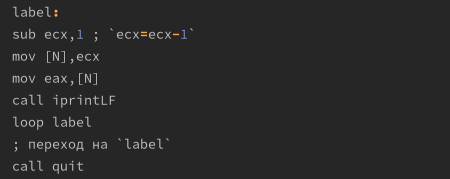 label:
sub ecx,1 ; `ecx=ecx-1`
mov [N],ecx
mov eax,[N]
call iprintLF
loop label
; переход на `label`
call quit